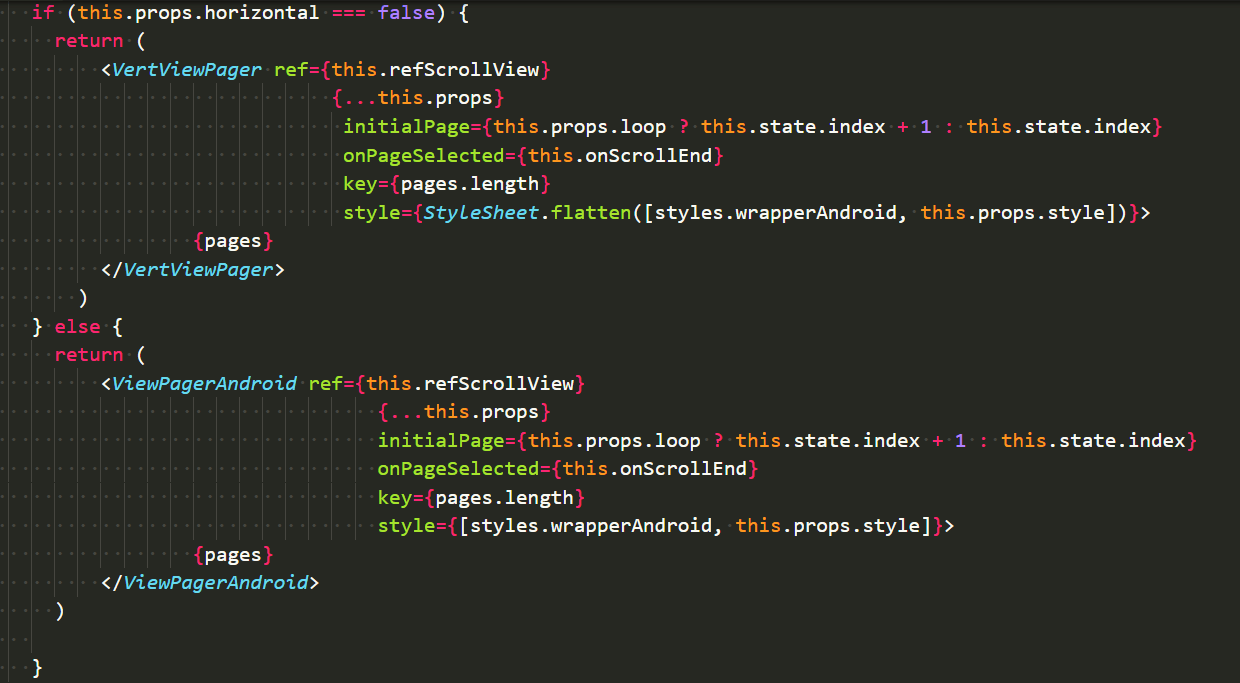 if (this.props.horizontal === false) {
return (
<VertViewPager ref={this.refScrollView}
{...this.props}
initialPage={this.props.loop ? this.state.index + 1 : this.state.index}
onPageSelected={this.onScrollEnd}
key={pages.length}
style={StyleSheet.flatten([styles.wrapperAndroid, this.props.style])}>
{pages}
</VertViewPager>
)
} else {
return (
<ViewPagerAndroid ref={this.refScrollView}
{...this.props}
initialPage={this.props.loop ? this.state.index + 1 : this.state.index}
onPageSelected={this.onScrollEnd}
key={pages.length}
style={[styles.wrapperAndroid, this.props.style]}>
{pages}
</ViewPagerAndroid>
)
}